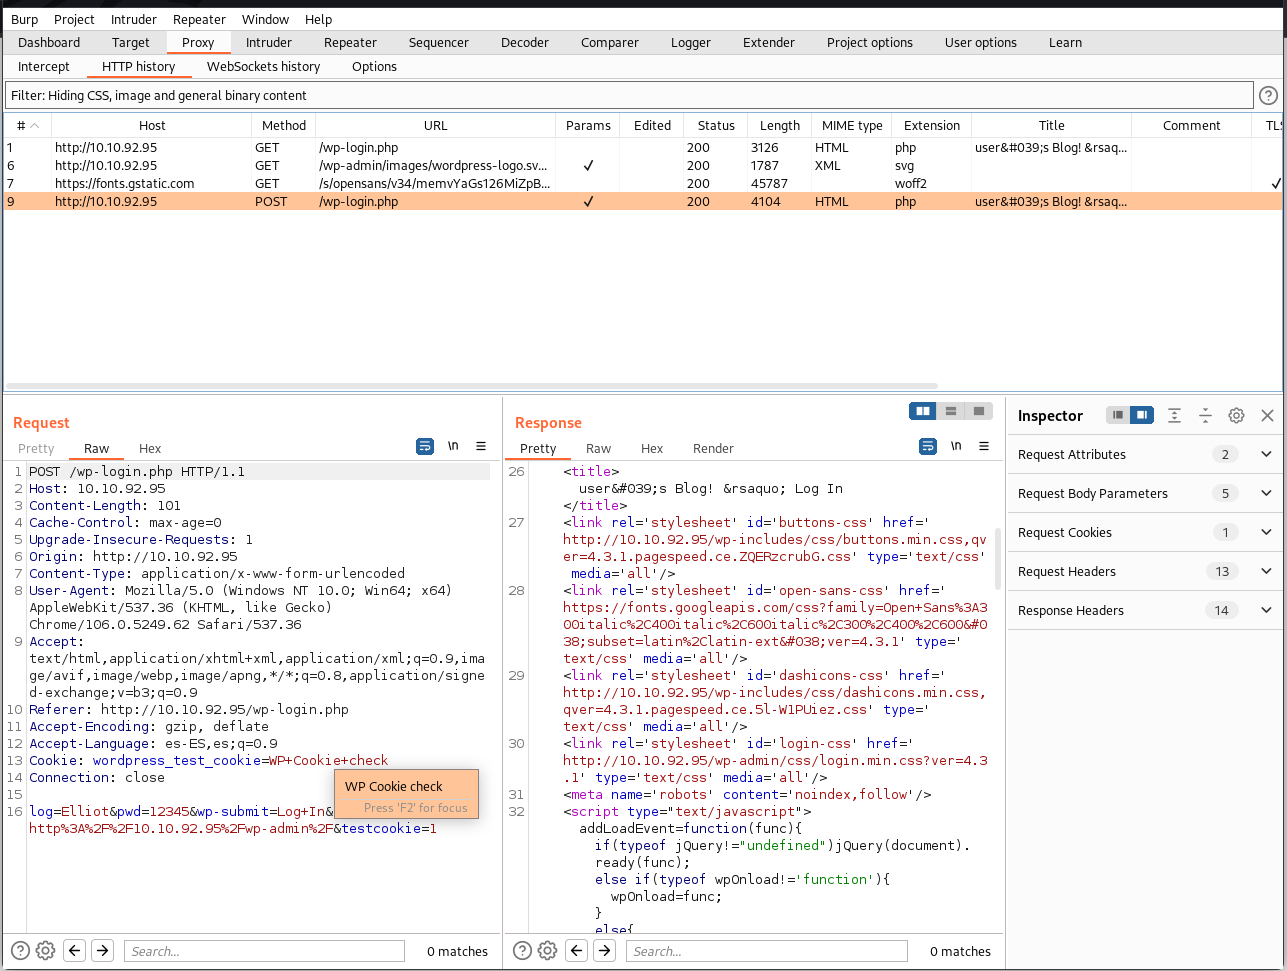 Burp Project Intruder Repeater Window Help
Dashboard Target Proxy Intruder Repeater Sequencer Decoder Comparer Logger Extender Project options User options Learn
Intercept HTTP history WebSockets history Options
Filter: Hiding CSS, image and general binary content
# Host Method URL Params Edited Status Length MIME type Extension Title Comment TLS
1 http://10.10.92.95 GET /wp-login.php 200 3126 HTML php user&#039;s Blog! &rsaq...
6 http://10.10.92.95 GET /wp-admin/images/wordpress-logo.sv... ✓ 200 1787 XML svg
7 https://fonts.gstatic.com GET /s/opensans/v34/memvYaGs126MiZpB... 200 45787 woff2 ✓
9 http://10.10.92.95 POST /wp-login.php ✓ 200 4104 HTML php user&#039;s Blog! &rsaq...
Request
Pretty Raw Hex
\n
1 POST /wp-login.php HTTP/1.1
2 Host: 10.10.92.95
3 Content-Length: 101
4 Cache-Control: max-age=0
5 Upgrade-Insecure-Requests: 1
6 Origin: http://10.10.92.95
7 Content-Type: application/x-www-form-urlencoded
8 User-Agent: Mozilla/5.0 (Windows NT 10.0; Win64; x64)
AppleWebKit/537.36 (KHTML, like Gecko)
Chrome/106.0.5249.62 Safari/537.36
9 Accept:
text/html,application/xhtml+xml,application/xml;q=0.9,ima
ge/avif,image/webp,image/apng,*/*;q=0.8,application/signe
d-exchange;v=b3;q=0.9
10 Referer: http://10.10.92.95/wp-login.php
11 Accept-Encoding: gzip, deflate
12 Accept-Language: es-ES,es;q=0.9
13 Cookie: wordpress_test_cookie=WP+Cookie+check
14 Connection: close
15
16 log=Elliot&pwd=12345&wp-submit=Log+In&
http%3A%2F%2F10.10.92.95%2Fwp-admin%2F&testcookie=1
WP Cookie check
Press 'F2' for focus
Search...
0 matches
Response
Pretty Raw Hex Render
\n
26 <title>
user&#039;s Blog! &rsaquo; Log In
</title>
27 <link rel='stylesheet' id='buttons-css' href='
http://10.10.92.95/wp-includes/css/buttons.min.css,qv
er=4.3.1.pagespeed.ce.ZQERzcrubG.css' type='text/css'
media='all'/>
28 <link rel='stylesheet' id='open-sans-css' href='
https://fonts.googleapis.com/css?family=Open+Sans%3A3
00italic%2C400italic%2C600italic%2C300%2C400%2C600&#0
38;subset=latin%2Clatin-ext&#038;ver=4.3.1' type='
text/css' media='all'/>
29 <link rel='stylesheet' id='dashicons-css' href='
http://10.10.92.95/wp-includes/css/dashicons.min.css,
qver=4.3.1.pagespeed.ce.5l-W1PUiez.css' type='
text/css' media='all'/>
30 <link rel='stylesheet' id='login-css' href='
http://10.10.92.95/wp-admin/css/login.min.css?ver=4.3
.1' type='text/css' media='all'/>
31 <meta name='robots' content='noindex,follow'/>
32 <script type="text/javascript">
addLoadEvent=function(func){
if(typeof jQuery!="undefined")jQuery(document).
ready(func);
else if(typeof wpOnload!='function'){
wpOnload=func;
}
else{
Search...
0 matches
Inspector
Request Attributes 2
Request Body Parameters 5
Request Cookies 1
Request Headers 13
Response Headers 14